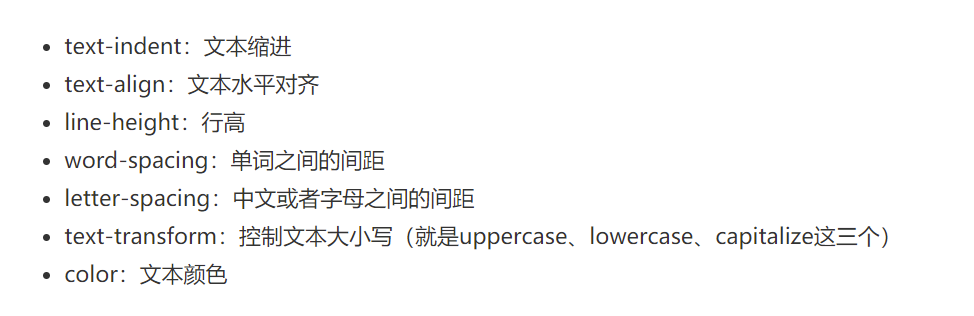 • text-indent：文本缩进
• text-align：文本水平对齐
• line-height：行高
• word-spacing：单词之间的间距
• letter-spacing：中文或者字母之间的间距
• text-transform：控制文本大小写（就是uppercase、lowercase、capitalize这三个）
• color：文本颜色